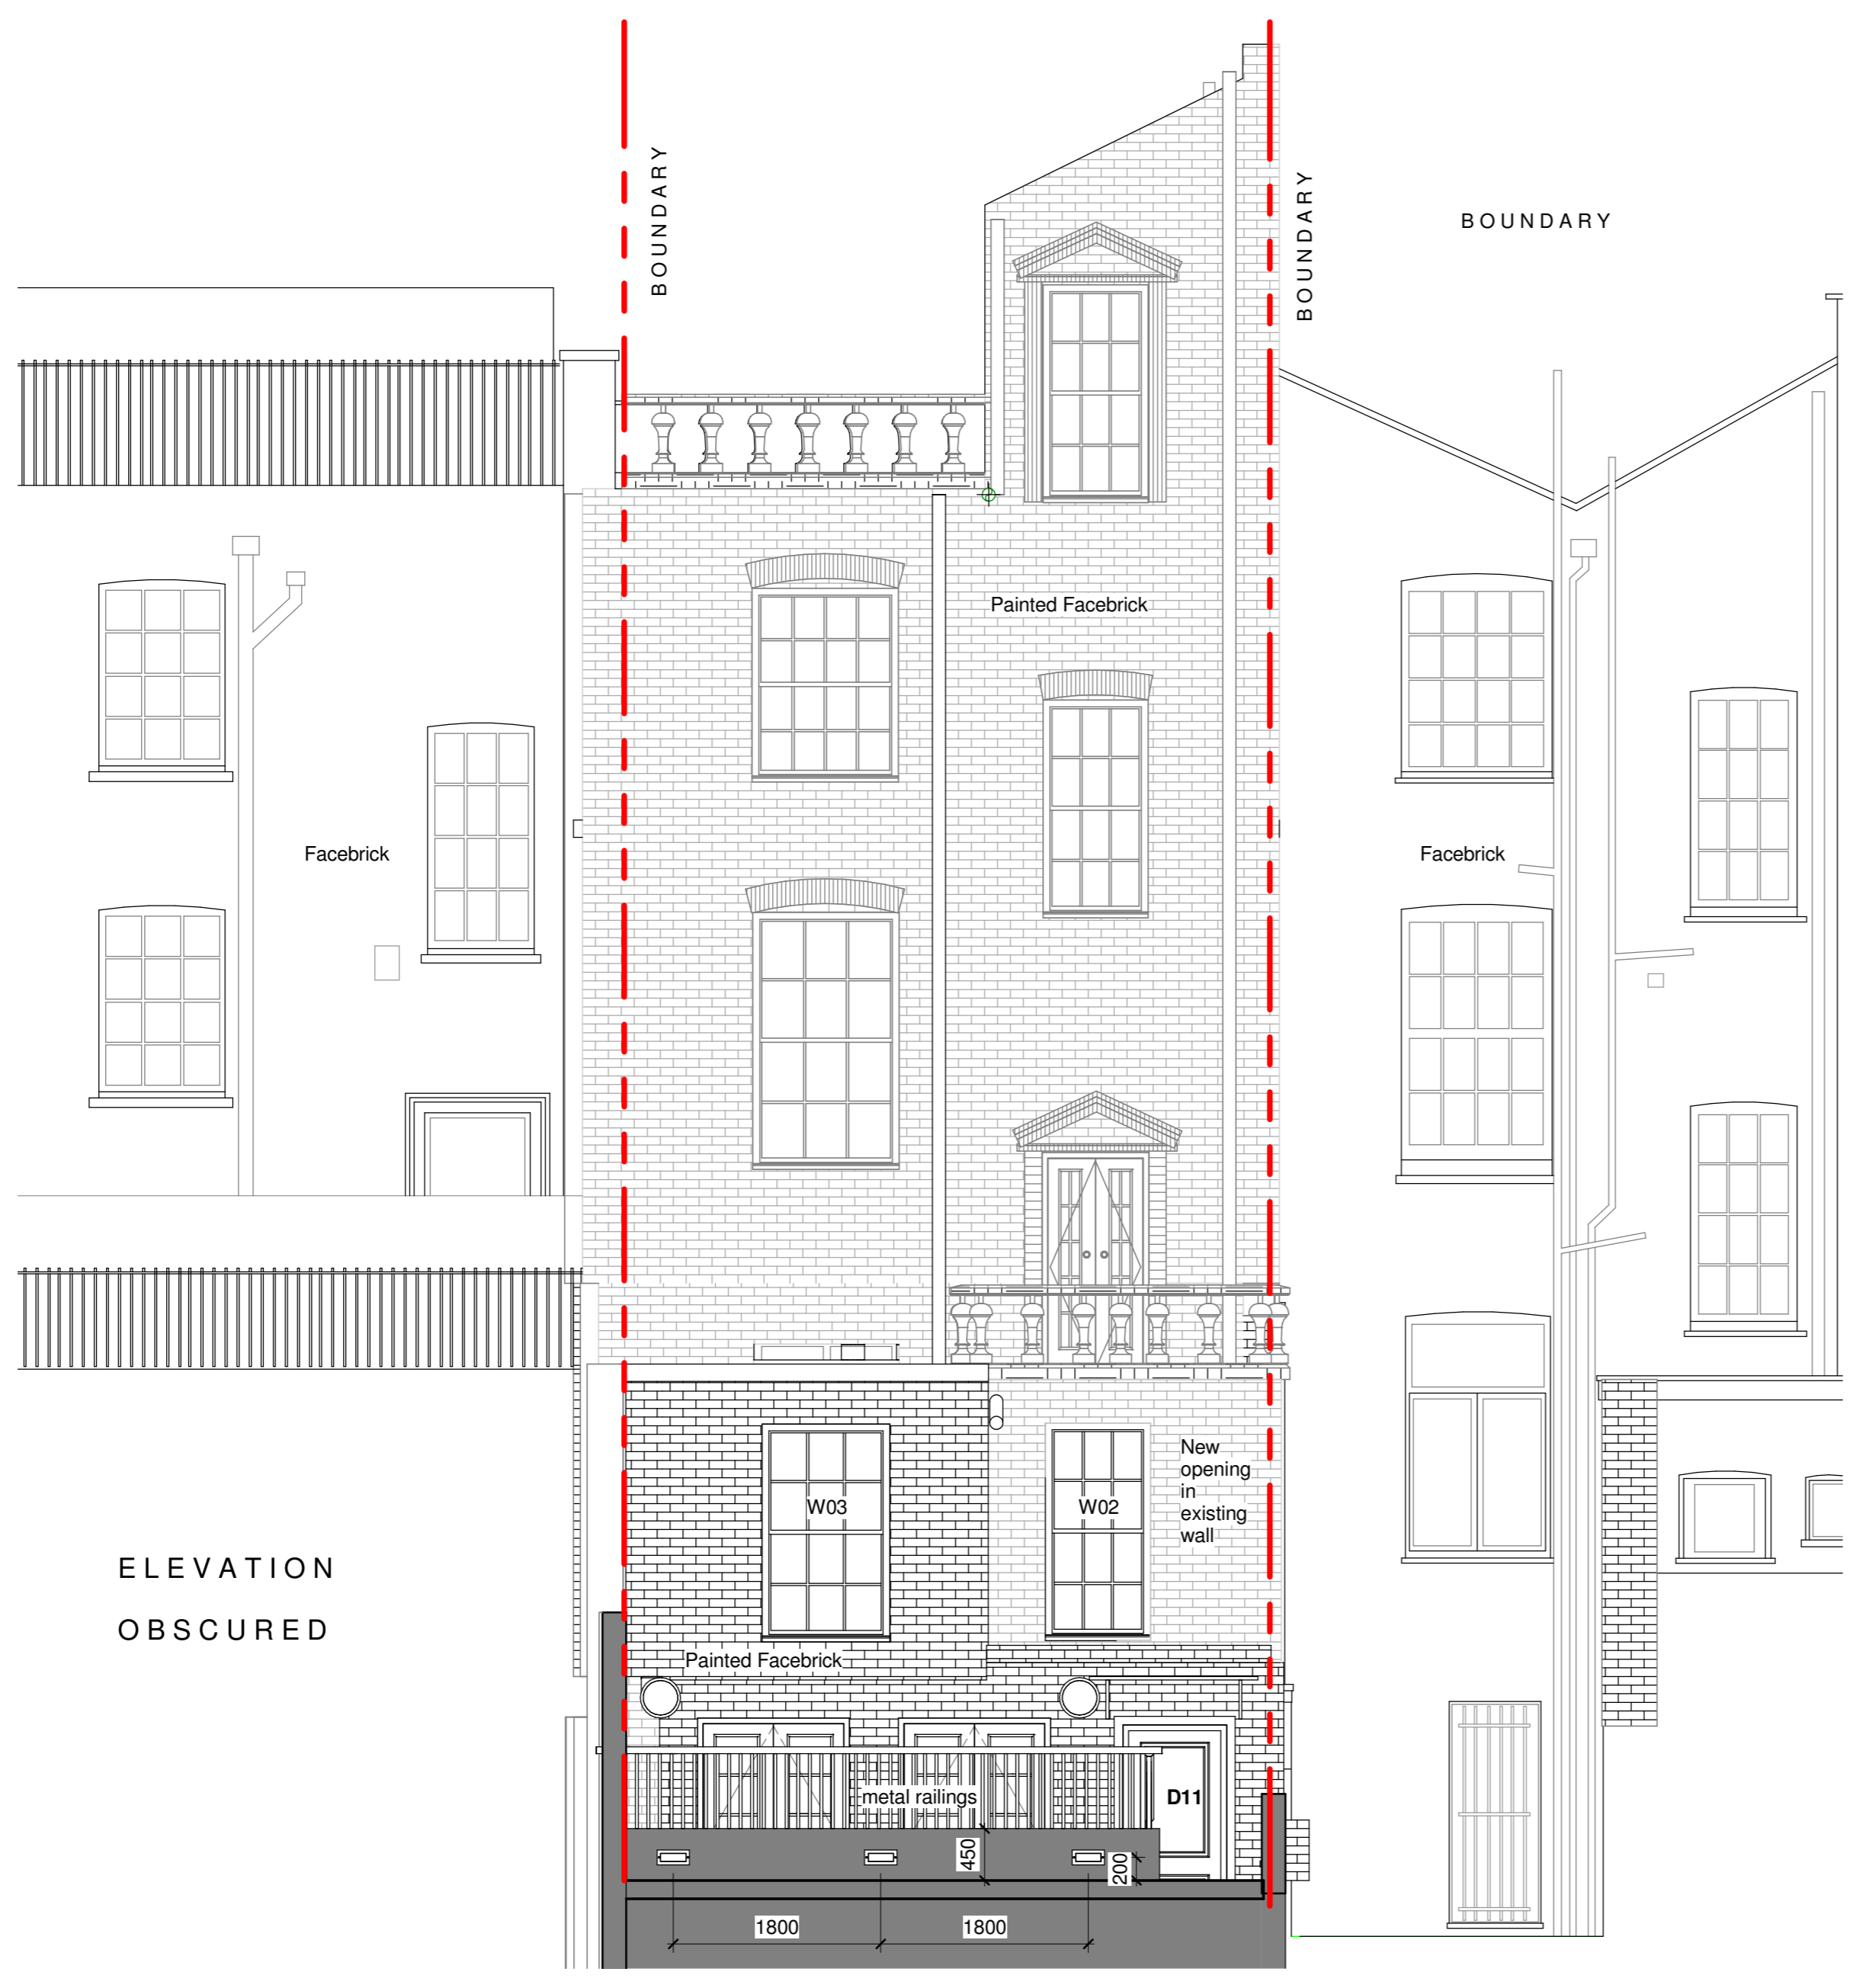 BOUNDARY
BOUNDARY
BOUNDARY
Painted Facebrick
Facebrick
Facebrick
New
opening
in
existing
wall
W03
W02
ELEVATION
OBSCURED
Painted Facebrick
metal railings
D11
450
200
1800
1800